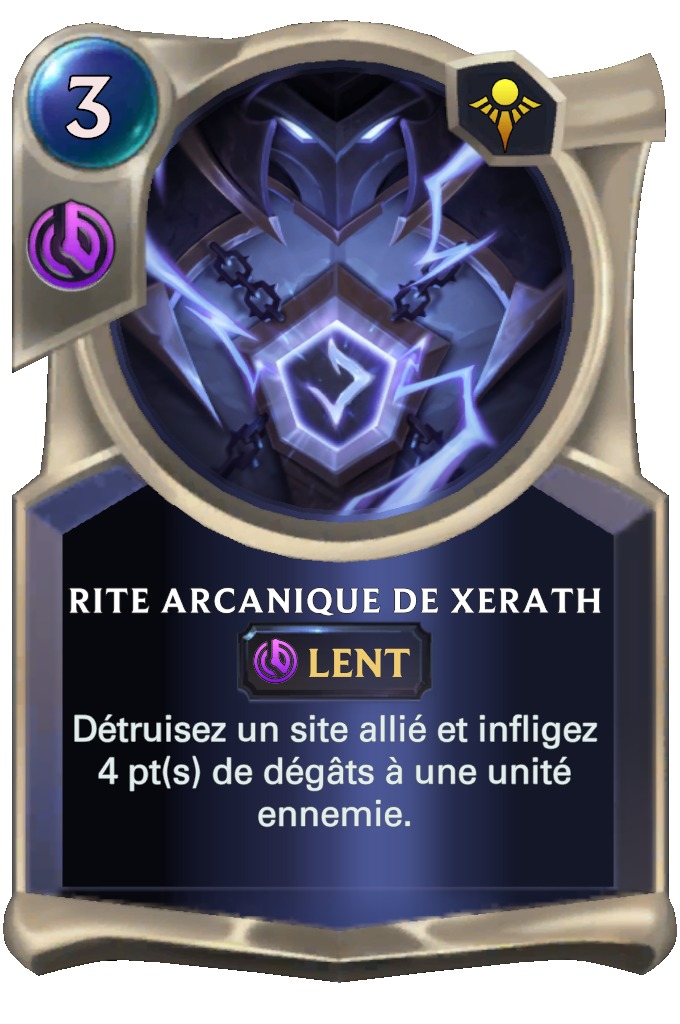 3
RITE ARCANIQUE DE XERATH
LENT
Détruisez un site allié et infligez
4 pt(s) de dégâts à une unité
ennemie.